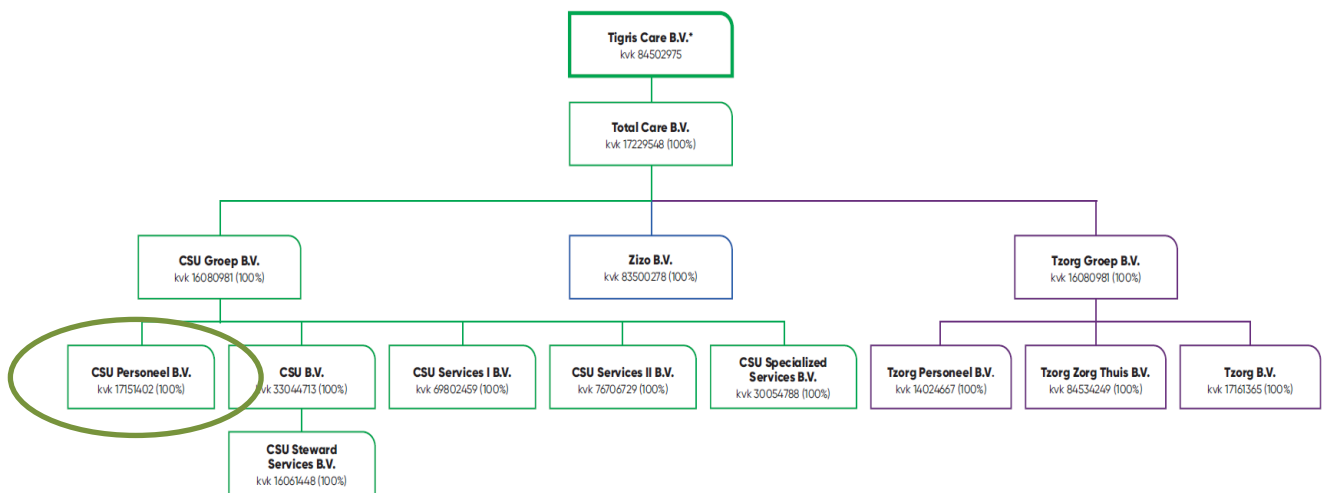 Tigris Care B.V.*
kvk 84502975
Total Care B.V.
kvk 17229548 (100%)
CSU Groep B.V.
kvk 16080981 (100%)
Zizo B.V.
kvk 83500278 (100%)
Tzorg Groep B.V.
kvk 16080981 (100%)
CSU Personeel B.V.
kvk 17151402 (100%)
CSU B.V.
kvk 33044713 (100%)
CSU Services I B.V.
kvk 69802459 (100%)
CSU Services II B.V.
kvk 76706729 (100%)
CSU Specialized
Services B.V.
kvk 30054788 (100%)
Tzorg Personeel B.V.
kvk 14024667 (100%)
Tzorg Zorg Thuis B.V.
kvk 84534249 (100%)
Tzorg B.V.
kvk 17161365 (100%)
CSU Steward
Services B.V.
kvk 16061448 (100%)